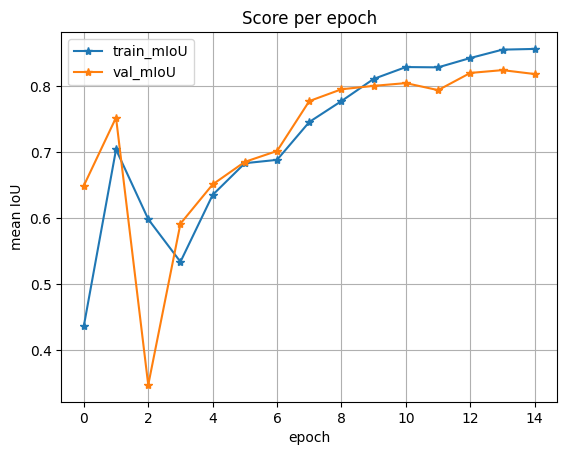 Score per epoch
train_mIoU
val_mIoU
mean IoU
0.8
0.7
0.6
0.5
0.4
0 2 4 6 8 10 12 14
epoch